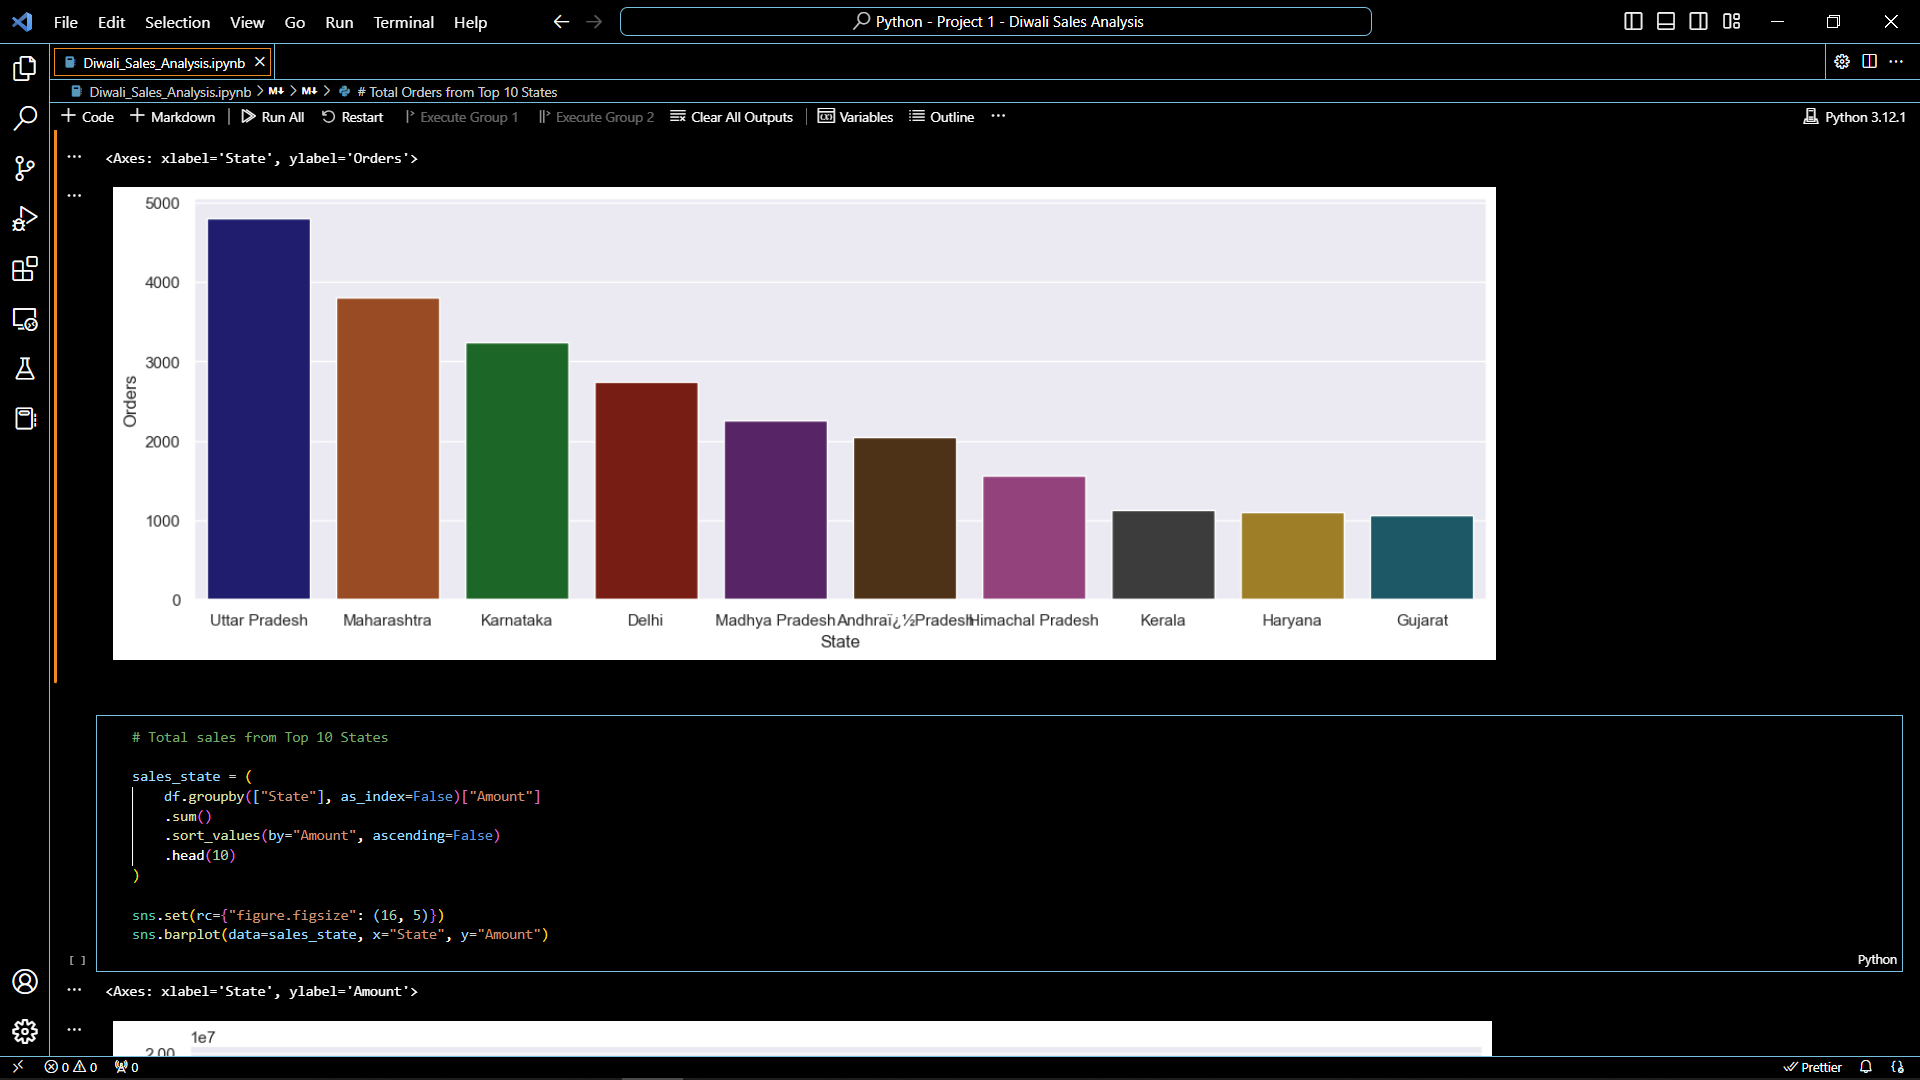 File Edit Selection View Go Run Terminal Help
Python - Project 1 - Diwali Sales Analysis
Diwali_Sales_Analysis.ipynb
Diwali_Sales_Analysis.ipynb > M↓ > M↓ > # Total Orders from Top 10 States
+ Code + Markdown | Run All Restart Execute Group 1 Execute Group 2 Clear All Outputs | Variables Outline ...
Python 3.12.1
<Axes: xlabel='State', ylabel='Orders'>
5000
4000
3000
2000
1000
0
Orders
Uttar Pradesh Maharashtra Karnataka Delhi Madhya Pradesh Andhraï¿½Pradesh Himachal Pradesh Kerala Haryana Gujarat
State
# Total sales from Top 10 States
sales_state = (
df.groupby(["State"], as_index=False)["Amount"]
.sum()
.sort_values(by="Amount", ascending=False)
.head(10)
)
sns.set(rc={"figure.figsize": (16, 5)})
sns.barplot(data=sales_state, x="State", y="Amount")
[ ]
Python
<Axes: xlabel='State', ylabel='Amount'>
1e7
2.00
0 0 0
Prettier